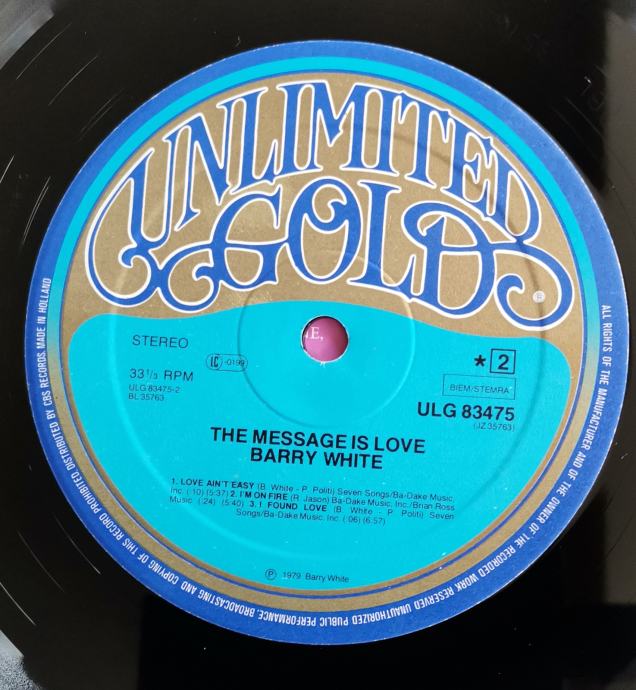 UNLIMITED
GOLD
®
STEREO
LC -0199
33 1/3 RPM
ULG 83475-2
BL 35763
E,
* 2
BIEM/STEMRA
ULG 83475
(JZ 35763)
THE MESSAGE IS LOVE
BARRY WHITE
1. LOVE AIN'T EASY (B. White - P. Politi) Seven Songs/Ba-Dake Music,
Inc. (:10) (5:37) 2. I'M ON FIRE (R. Jason) Ba-Dake Music, Inc./Brian Ross
Music (:24) (5:40) 3. I FOUND LOVE (B. White - P. Politi) Seven
Songs/Ba-Dake Music, Inc. (:06) (6:57)
℗ 1979 Barry White
ALL RIGHTS OF THE MANUFACTURER AND OF THE OWNER OF THE RECORDED WORK RESERVED UNAUTHORIZED PUBLIC PERFORMANCE, BROADCASTING AND COPYING OF THIS RECORD PROHIBITED DISTRIBUTED BY CBS RECORDS. MADE IN HOLLAND